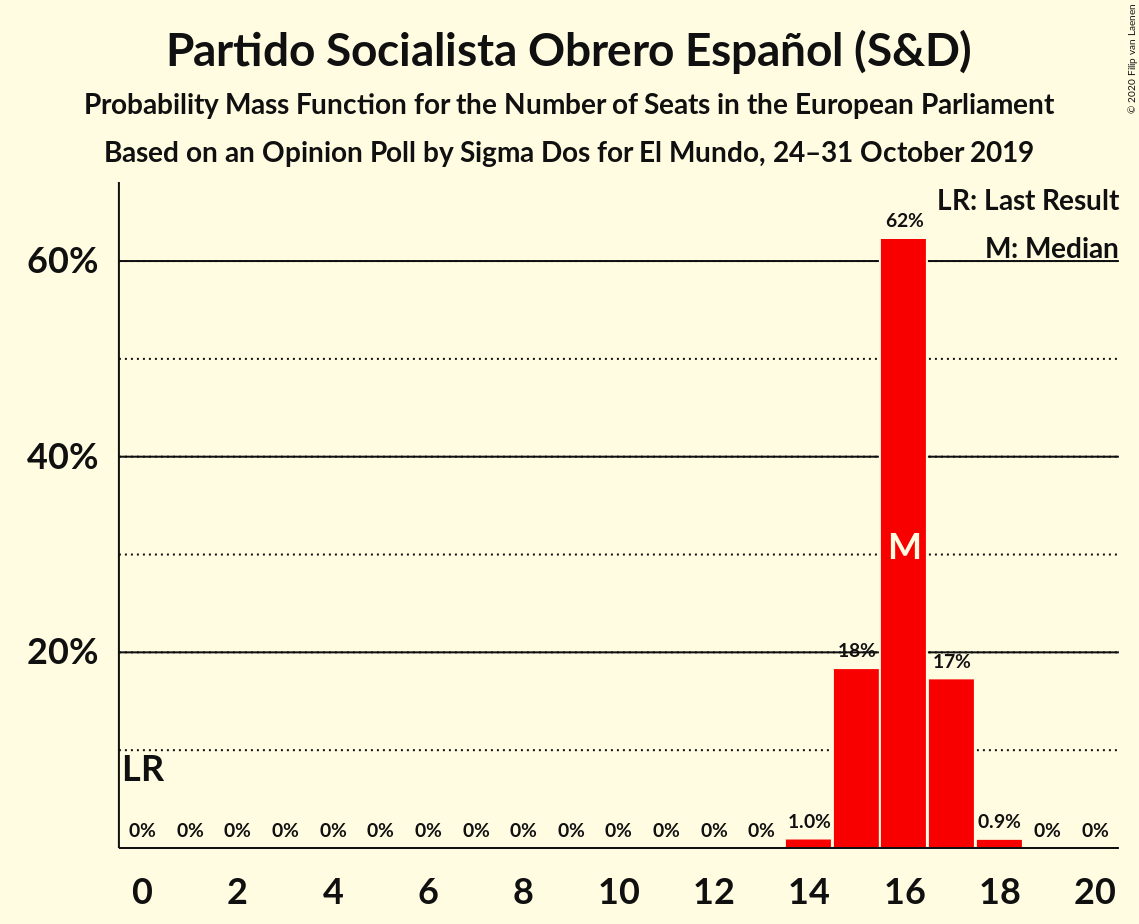 Partido Socialista Obrero Español (S&D)
Probability Mass Function for the Number of Seats in the European Parliament
Based on an Opinion Poll by Sigma Dos for El Mundo, 24–31 October 2019
© 2020 Filip van Laenen
LR: Last Result
M: Median
60%
40%
20%
62%
M
18%
17%
LR
0% 0% 0% 0% 0% 0% 0% 0% 0% 0% 0% 0% 0% 0% 1.0% 0.9% 0% 0%
0 2 4 6 8 10 12 14 16 18 20